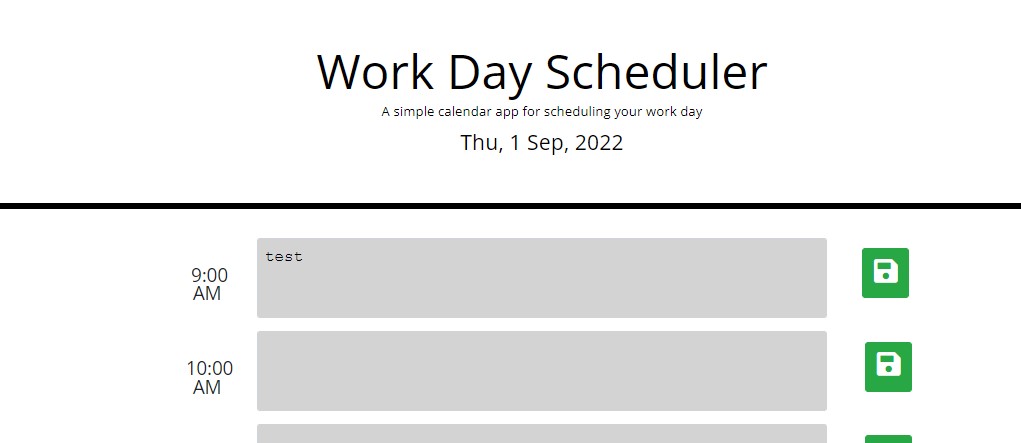 Work Day Scheduler
A simple calendar app for scheduling your work day
Thu, 1 Sep, 2022
9:00
AM
test
10:00
AM